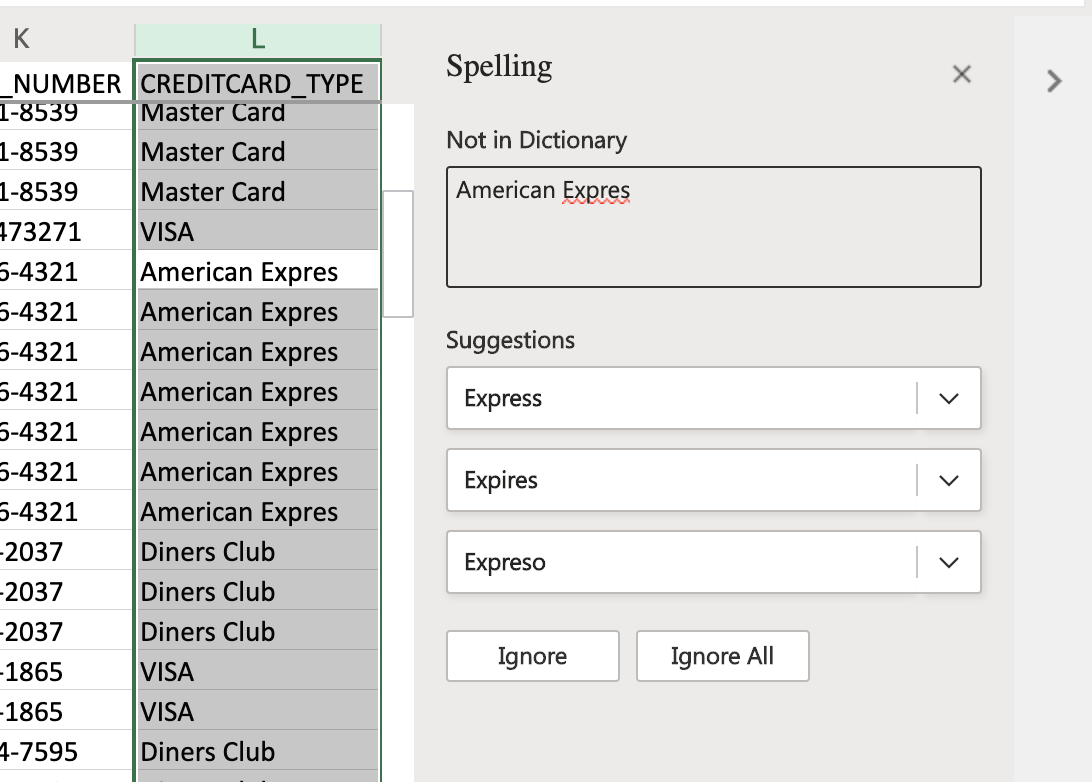 K L
_NUMBER CREDITCARD_TYPE
1-8539 Master Card
1-8539 Master Card
1-8539 Master Card
473271 VISA
6-4321 American Expres
6-4321 American Expres
6-4321 American Expres
6-4321 American Expres
6-4321 American Expres
6-4321 American Expres
6-4321 American Expres
-2037 Diners Club
-2037 Diners Club
-2037 Diners Club
-1865 VISA
-1865 VISA
4-7595 Diners Club
Spelling
Not in Dictionary
American Expres
Suggestions
Express
Expires
Expreso
Ignore Ignore All